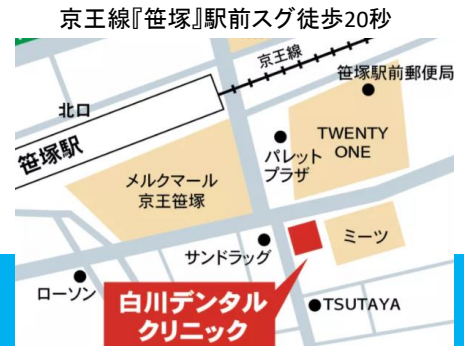 京王線『笹塚』駅前スグ徒歩20秒
京王線
笹塚駅前郵便局
北口
笹塚駅
TWENTY
ONE
パレット
プラザ
メルクマール
京王笹塚
ミーツ
サンドラッグ
ローソン
白川デンタル
クリニック
TSUTAYA